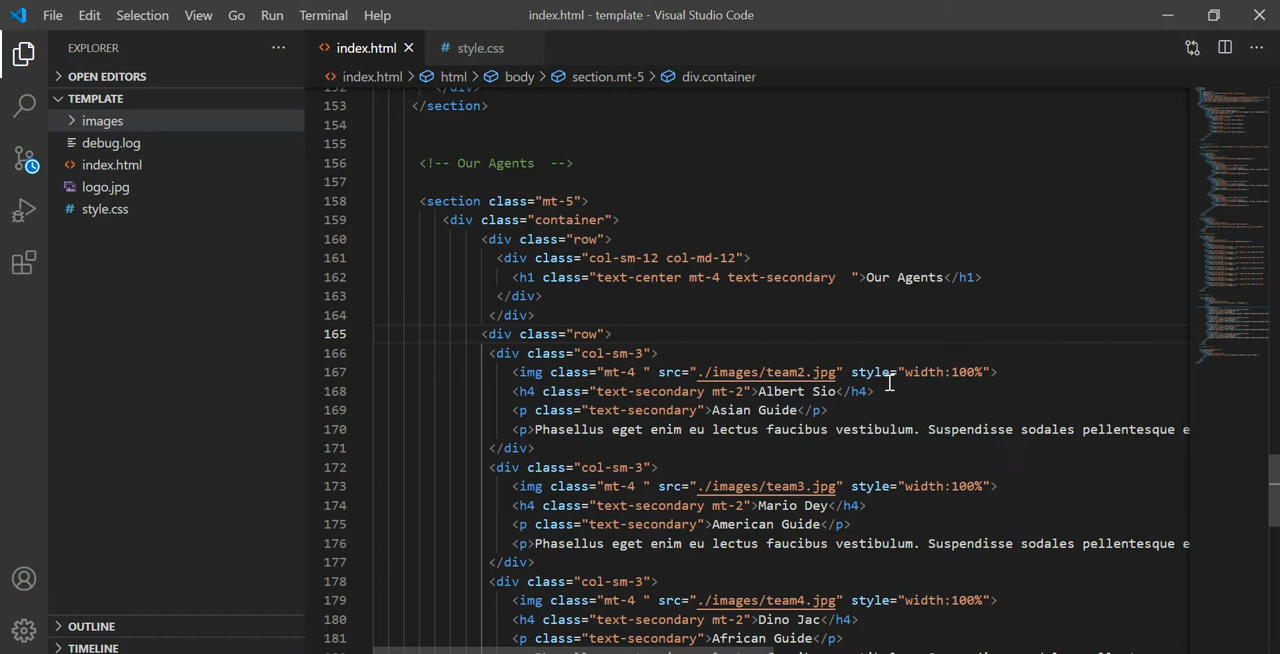 File Edit Selection View Go Run Terminal Help index.html - template - Visual Studio Code
EXPLORER
OPEN EDITORS
TEMPLATE
images
debug.log
index.html
logo.jpg
style.css
OUTLINE
TIMELINE
index.html style.css
index.html > html > body > section.mt-5 > div.container
152 </div>
153 </section>
154
155
156 <!-- Our Agents  -->
157
158 <section class="mt-5">
159 <div class="container">
160 <div class="row">
161 <div class="col-sm-12 col-md-12">
162 <h1 class="text-center mt-4 text-secondary  ">Our Agents</h1>
163 </div>
164 </div>
165 <div class="row">
166 <div class="col-sm-3">
167 <img class="mt-4 " src="./images/team2.jpg" style="width:100%">
168 <h4 class="text-secondary mt-2">Albert Sio</h4>
169 <p class="text-secondary">Asian Guide</p>
170 <p>Phasellus eget enim eu lectus faucibus vestibulum. Suspendisse sodales pellentesque e
171 </div>
172 <div class="col-sm-3">
173 <img class="mt-4 " src="./images/team3.jpg" style="width:100%">
174 <h4 class="text-secondary mt-2">Mario Dey</h4>
175 <p class="text-secondary">American Guide</p>
176 <p>Phasellus eget enim eu lectus faucibus vestibulum. Suspendisse sodales pellentesque e
177 </div>
178 <div class="col-sm-3">
179 <img class="mt-4 " src="./images/team4.jpg" style="width:100%">
180 <h4 class="text-secondary mt-2">Dino Jac</h4>
181 <p class="text-secondary">African Guide</p>